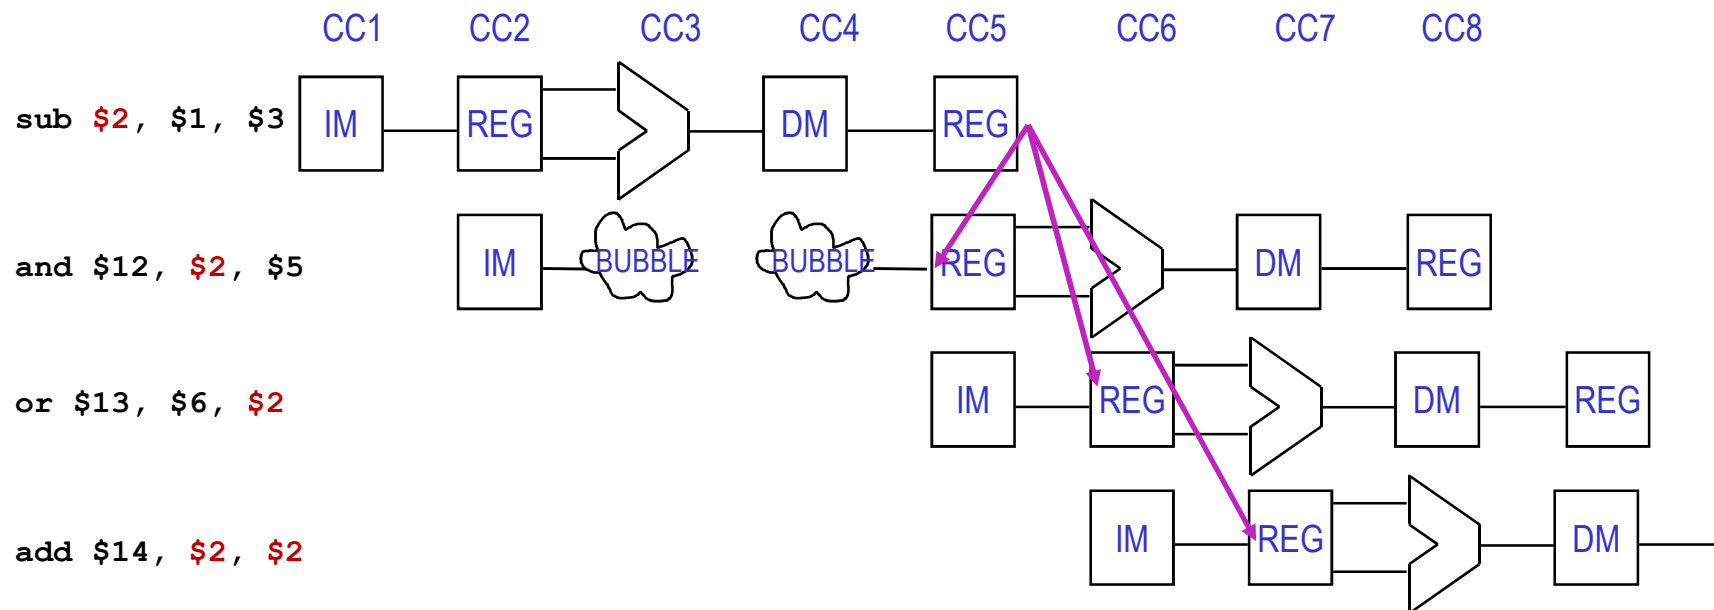 CC1 CC2 CC3 CC4 CC5 CC6 CC7 CC8
sub $2, $1, $3 IM REG DM REG
and $12, $2, $5 IM BUBBLE BUBBLE REG DM REG
or $13, $6, $2 IM REG DM REG
add $14, $2, $2 IM REG DM